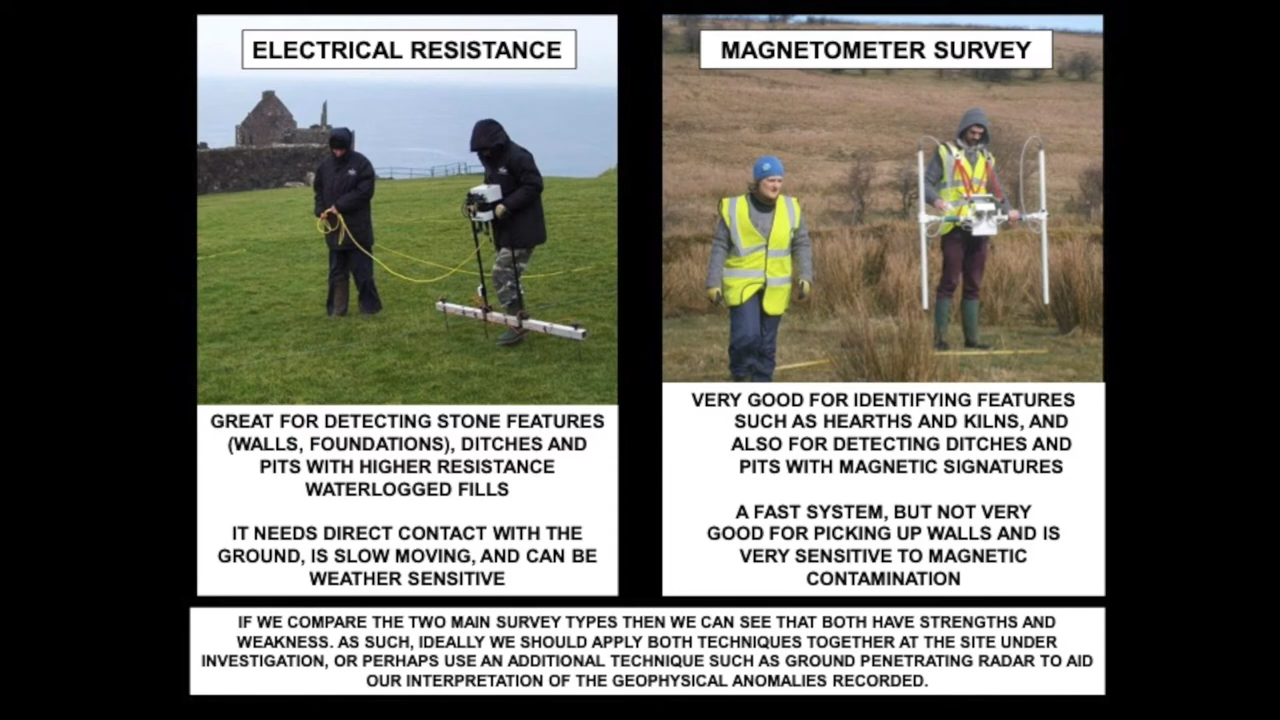 ELECTRICAL RESISTANCE
GREAT FOR DETECTING STONE FEATURES
(WALLS, FOUNDATIONS), DITCHES AND
PITS WITH HIGHER RESISTANCE
WATERLOGGED FILLS
IT NEEDS DIRECT CONTACT WITH THE
GROUND, IS SLOW MOVING, AND CAN BE
WEATHER SENSITIVE
MAGNETOMETER SURVEY
VERY GOOD FOR IDENTIFYING FEATURES
SUCH AS HEARTHS AND KILNS, AND
ALSO FOR DETECTING DITCHES AND
PITS WITH MAGNETIC SIGNATURES
A FAST SYSTEM, BUT NOT VERY
GOOD FOR PICKING UP WALLS AND IS
VERY SENSITIVE TO MAGNETIC
CONTAMINATION
IF WE COMPARE THE TWO MAIN SURVEY TYPES THEN WE CAN SEE THAT BOTH HAVE STRENGTHS AND
WEAKNESS. AS SUCH, IDEALLY WE SHOULD APPLY BOTH TECHNIQUES TOGETHER AT THE SITE UNDER
INVESTIGATION, OR PERHAPS USE AN ADDITIONAL TECHNIQUE SUCH AS GROUND PENETRATING RADAR TO AID
OUR INTERPRETATION OF THE GEOPHYSICAL ANOMALIES RECORDED.